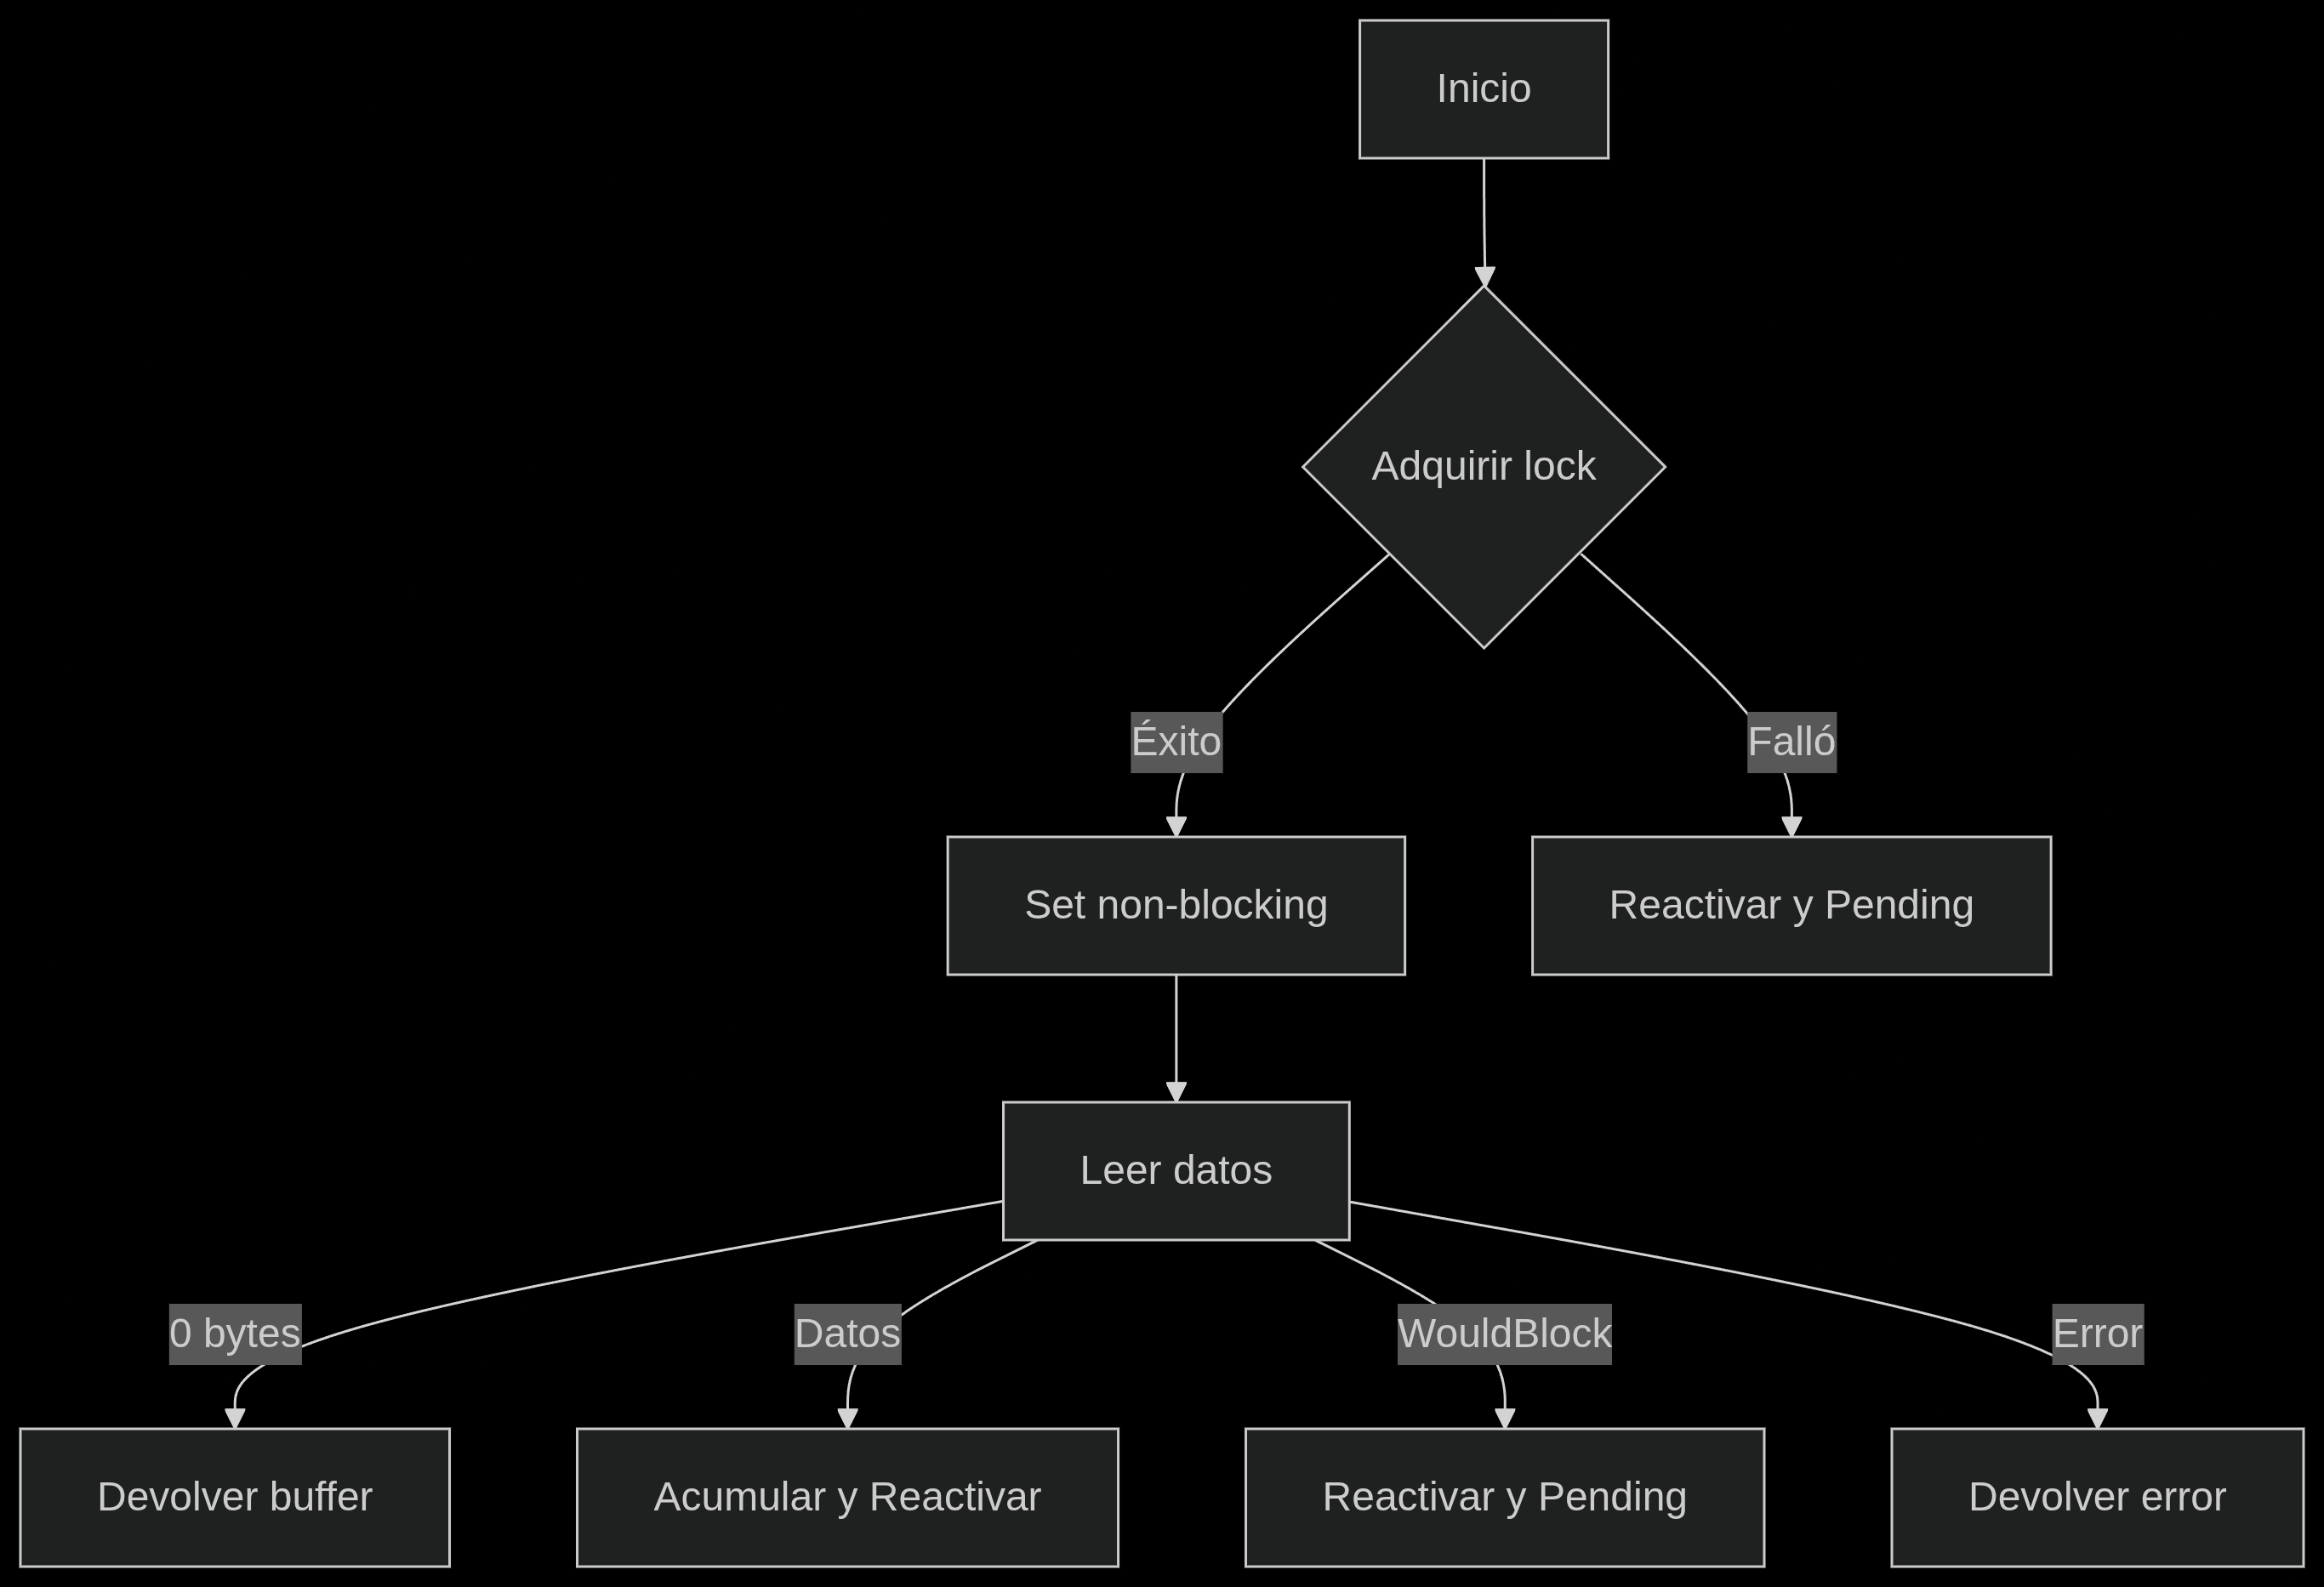 Inicio
Adquirir lock
Éxito
Falló
Set non-blocking
Reactivar y Pending
Leer datos
0 bytes
Datos
WouldBlock
Error
Devolver buffer
Acumular y Reactivar
Reactivar y Pending
Devolver error